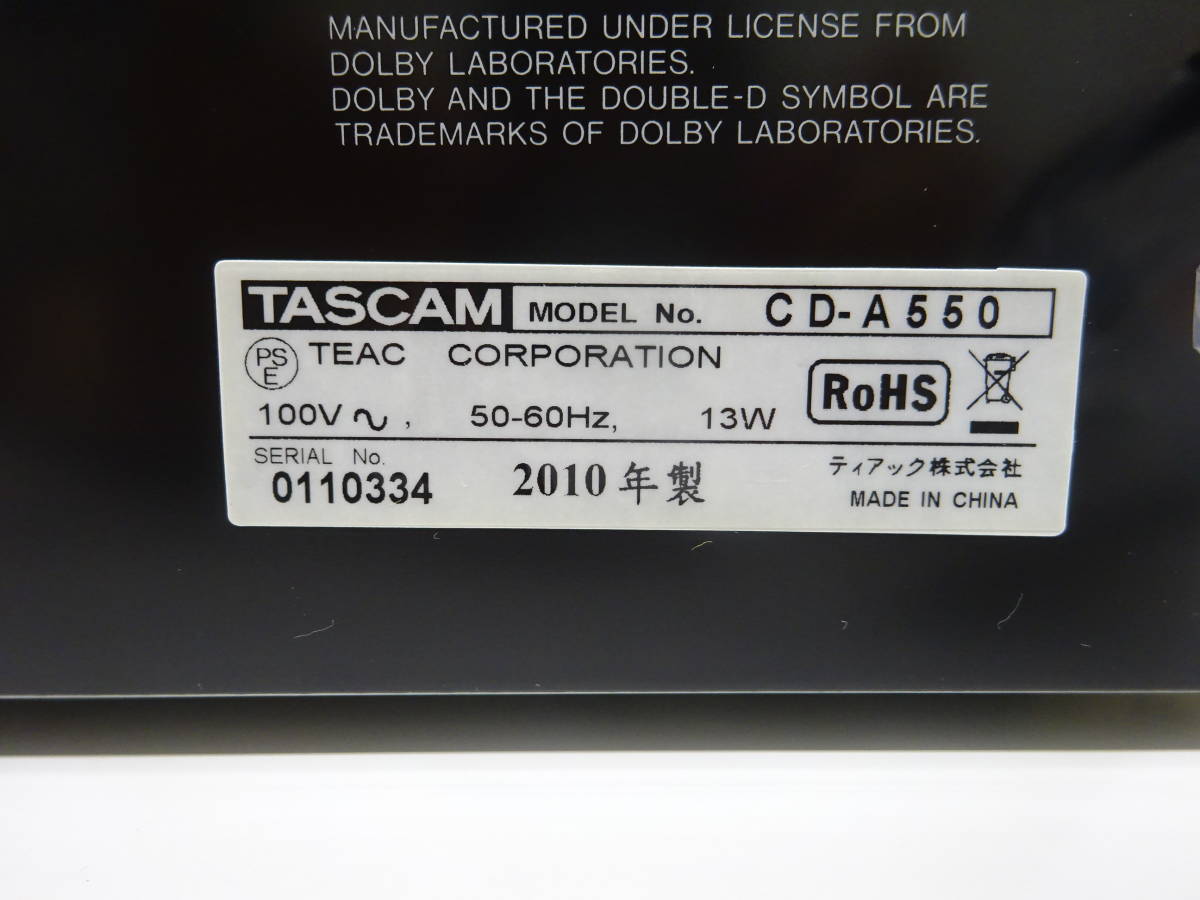 MANUFACTURED UNDER LICENSE FROM
DOLBY LABORATORIES.
DOLBY AND THE DOUBLE-D SYMBOL ARE
TRADEMARKS OF DOLBY LABORATORIES.
TASCAM MODEL No. CD-A550
PS
E
TEAC CORPORATION
RoHS
100V ~, 50-60Hz, 13W
SERIAL No.
0110334
2010年製
ティアック株式会社
MADE IN CHINA